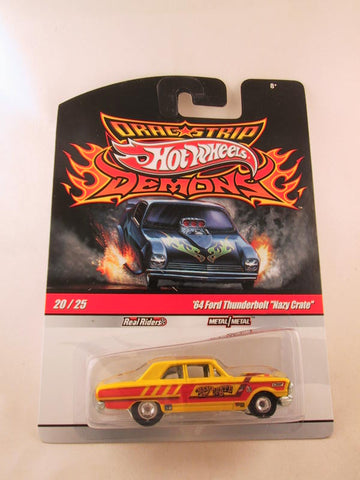 8+
DRAG★STRIP
Hot Wheels
DEMONS
20 / 25
'64 Ford Thunderbolt "Nazy Crate"
Real Riders
METAL/METAL